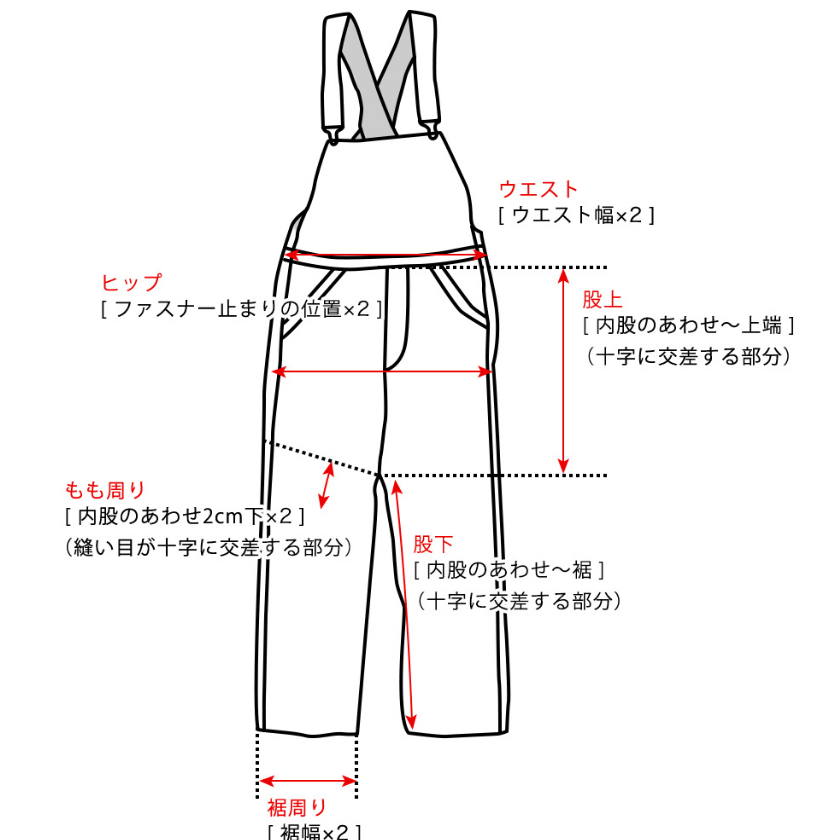 ウエスト
[ ウエスト幅×2 ]
ヒップ
[ ファスナー止まりの位置×2 ]
股上
[ 内股のあわせ〜上端 ]
（十字に交差する部分）
もも周り
[ 内股のあわせ2cm下×2 ]
（縫い目が十字に交差する部分）
股下
[ 内股のあわせ〜裾 ]
（十字に交差する部分）
裾周り
[ 裾幅×2 ]